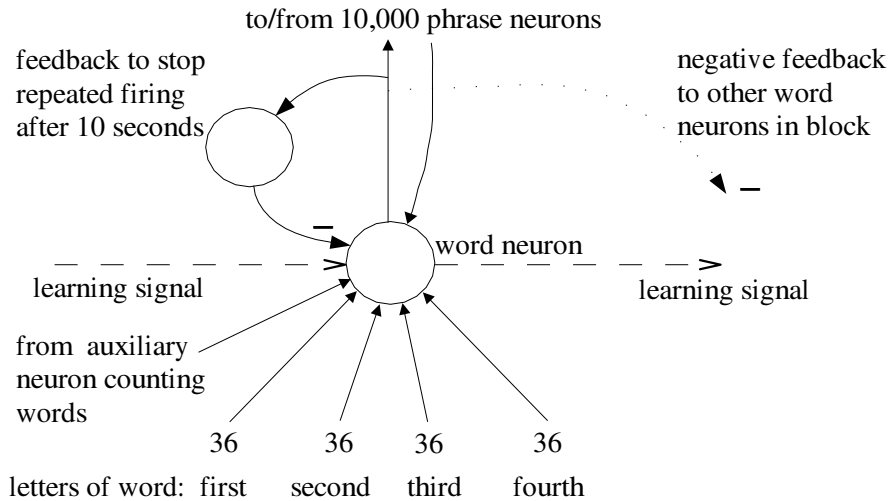 to/from 10,000 phrase neurons
feedback to stop
repeated firing
after 10 seconds
negative feedback
to other word
neurons in block
–
–
word neuron
learning signal
learning signal
from auxiliary
neuron counting
words
36 36 36 36
letters of word: first second third fourth